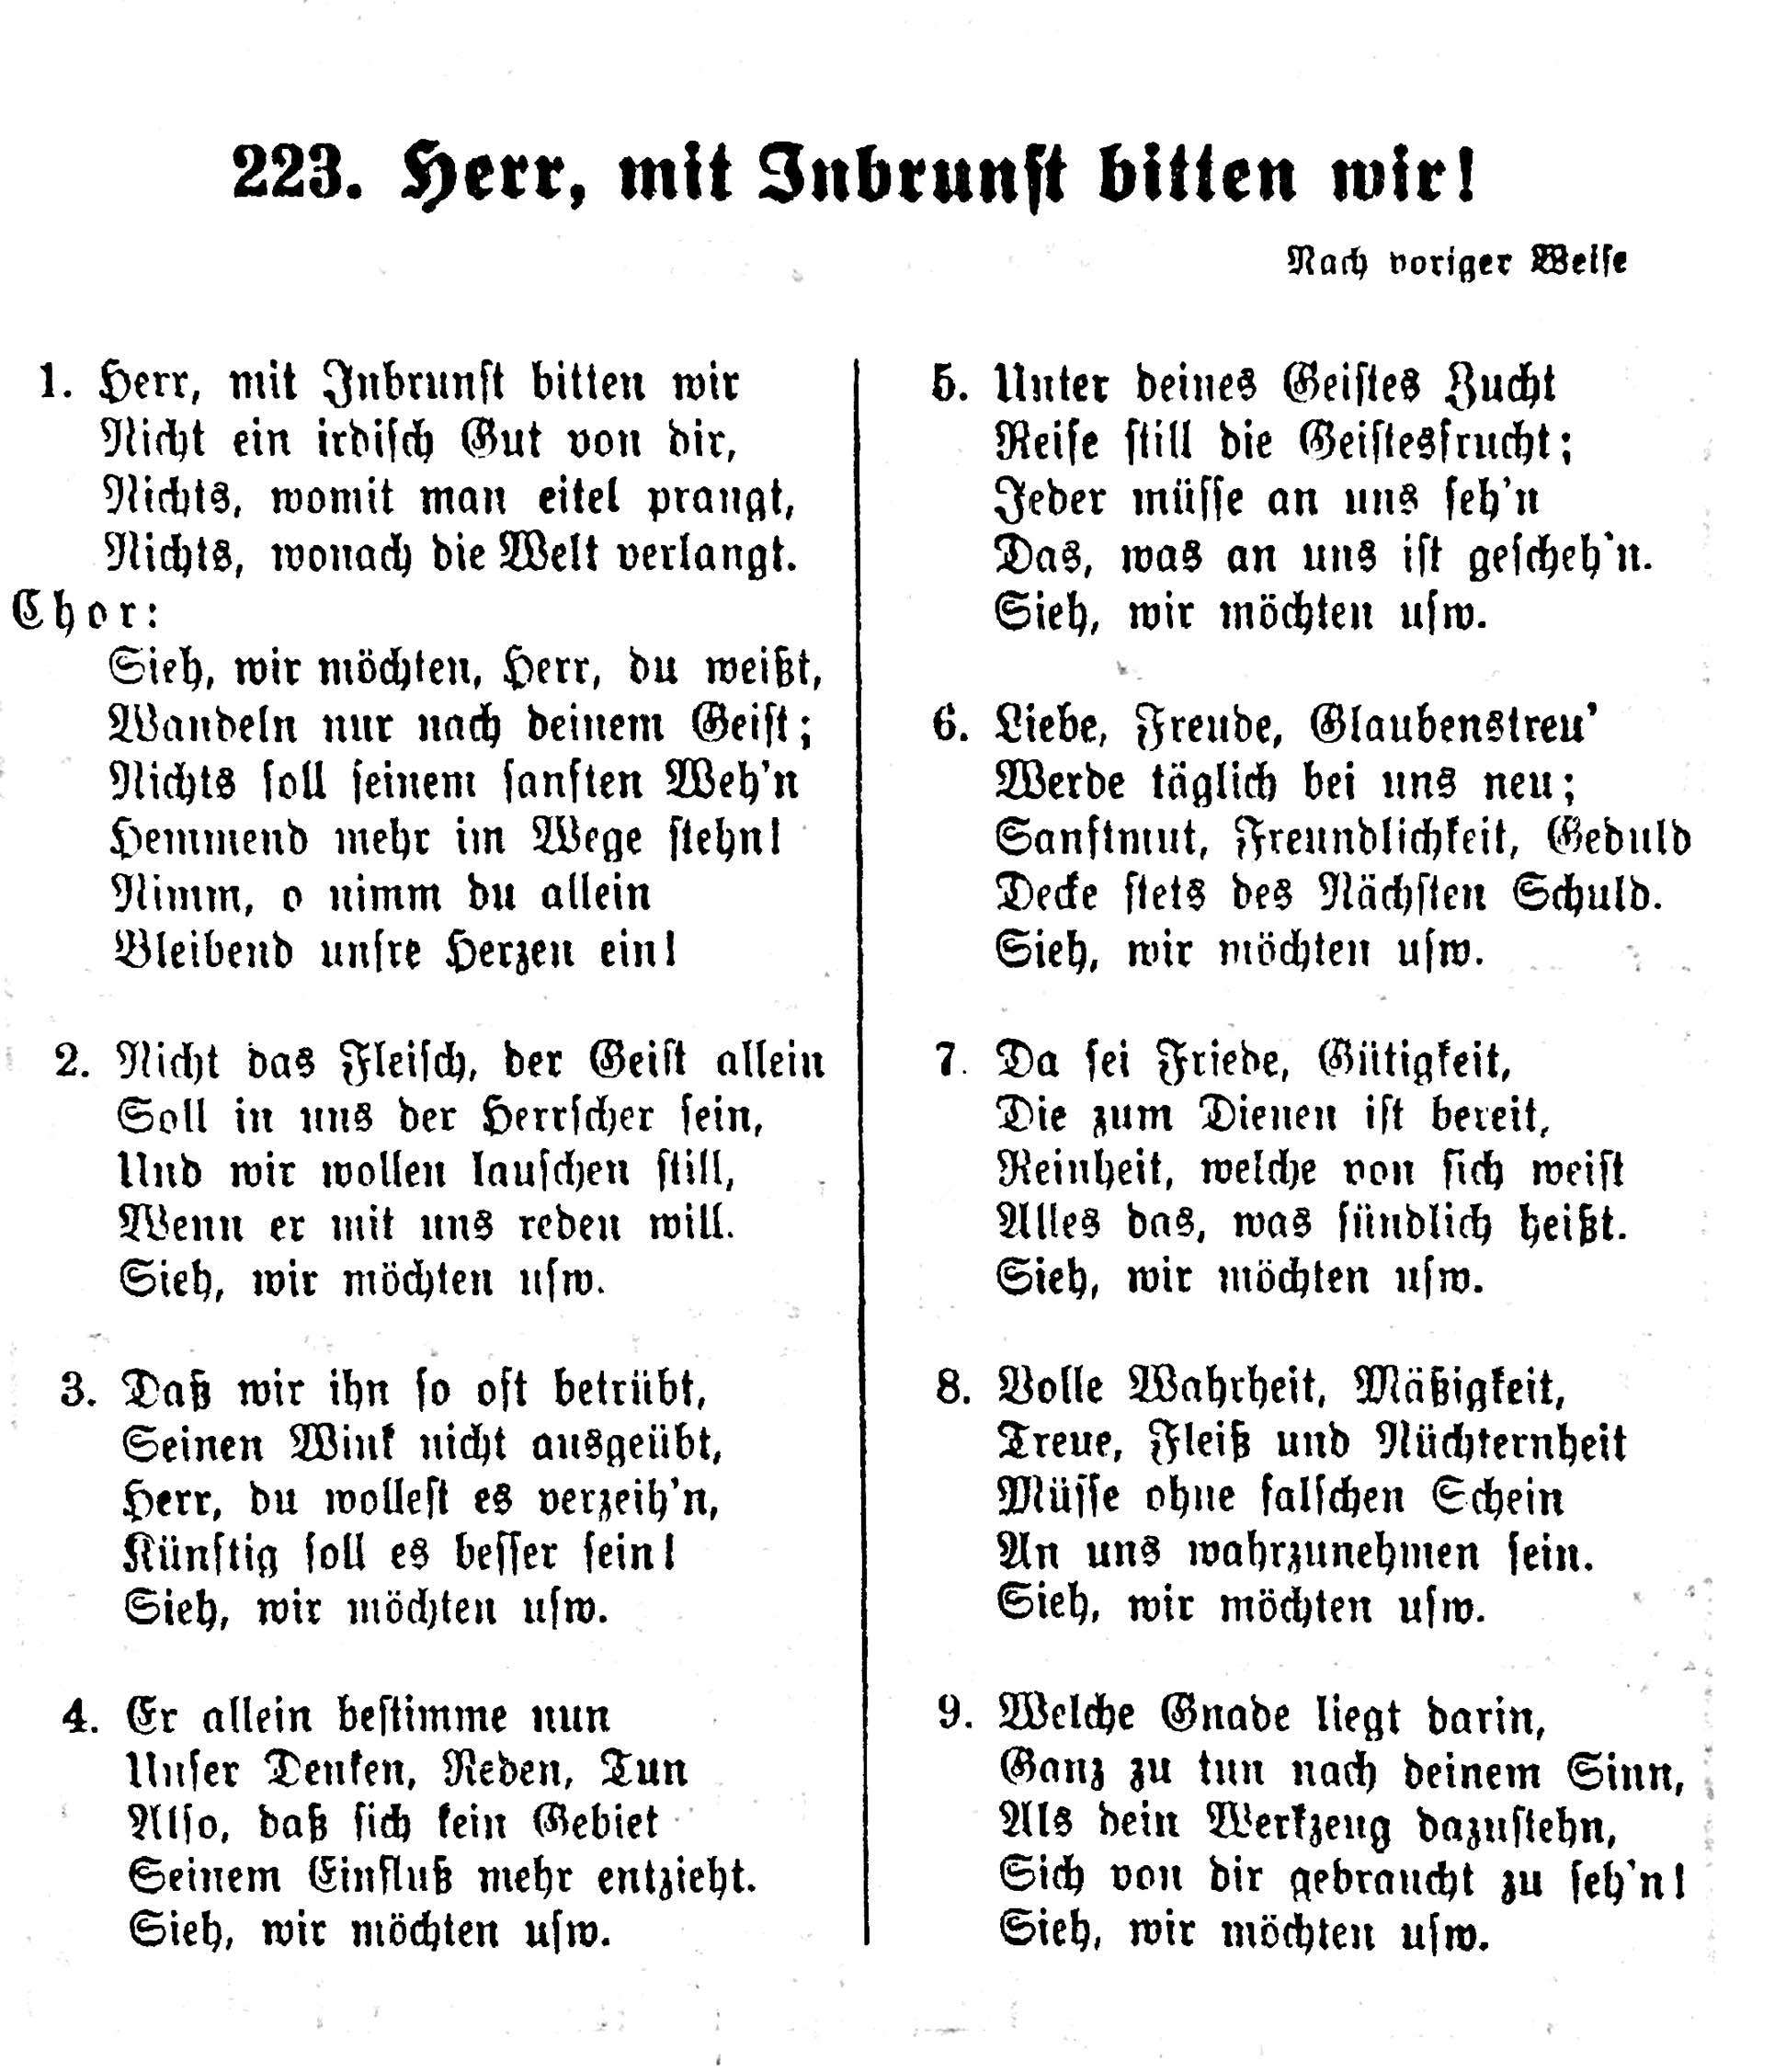 223. Herr, mit Inbrunst bitten wir!
Nach voriger Weise
1. Herr, mit Inbrunst bitten wir
Nicht ein irdisch Gut von dir,
Nichts, womit man eitel prangt,
Nichts, wonach die Welt verlangt.
Chor:
Sieh, wir möchten, Herr, du weißt,
Wandeln nur nach deinem Geist;
Nichts soll seinem sanften Weh'n
Hemmend mehr im Wege stehn!
Nimm, o nimm du allein
Bleibend unsre Herzen ein!
2. Nicht das Fleisch, der Geist allein
Soll in uns der Herrscher sein,
Und wir wollen lauschen still,
Wenn er mit uns reden will.
Sieh, wir möchten usw.
3. Daß wir ihn so oft betrübt,
Seinen Wink nicht ausgeübt,
Herr, du wollest es verzeih'n,
Künftig soll es besser sein!
Sieh, wir möchten usw.
4. Er allein bestimme nun
Unser Denken, Reden, Tun
Also, daß sich kein Gebiet
Seinem Einfluß mehr entzieht.
Sieh, wir möchten usw.
5. Unter deines Geistes Zucht
Reife still die Geistesfrucht;
Jeder müsse an uns seh'n
Das, was an uns ist gescheh'n.
Sieh, wir möchten usw.
6. Liebe, Freude, Glaubenstreu'
Werde täglich bei uns neu;
Sanftmut, Freundlichkeit, Geduld
Decke stets des Nächsten Schuld.
Sieh, wir möchten usw.
7. Da sei Friede, Gütigkeit,
Die zum Dienen ist bereit,
Reinheit, welche von sich weist
Alles das, was sündlich heißt.
Sieh, wir möchten usw.
8. Volle Wahrheit, Mäßigkeit,
Treue, Fleiß und Nüchternheit
Müsse ohne falschen Schein
An uns wahrzunehmen sein.
Sieh, wir möchten usw.
9. Welche Gnade liegt darin,
Ganz zu tun nach deinem Sinn,
Als dein Werkzeug dazustehn,
Sich von dir gebraucht zu seh'n!
Sieh, wir möchten usw.